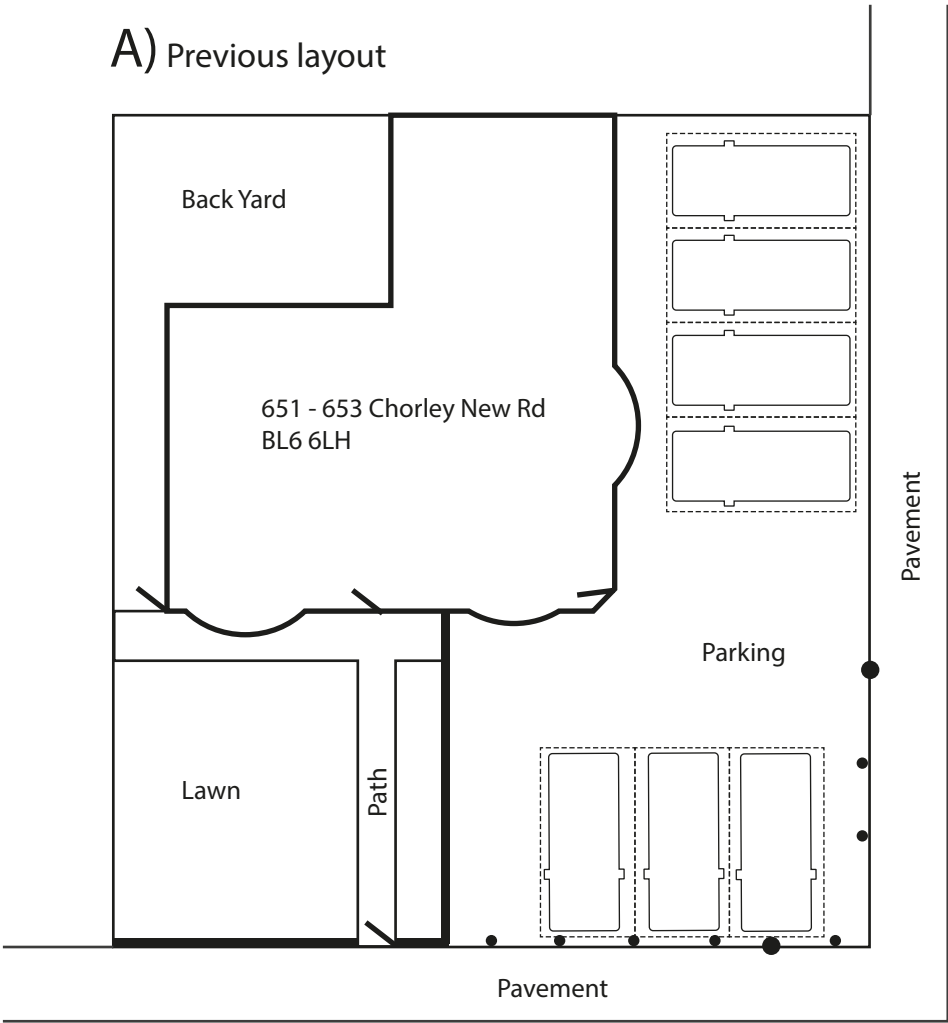 A) Previous layout
Back Yard
651 - 653 Chorley New Rd
BL6 6LH
Pavement
Parking
Lawn
Path
Pavement